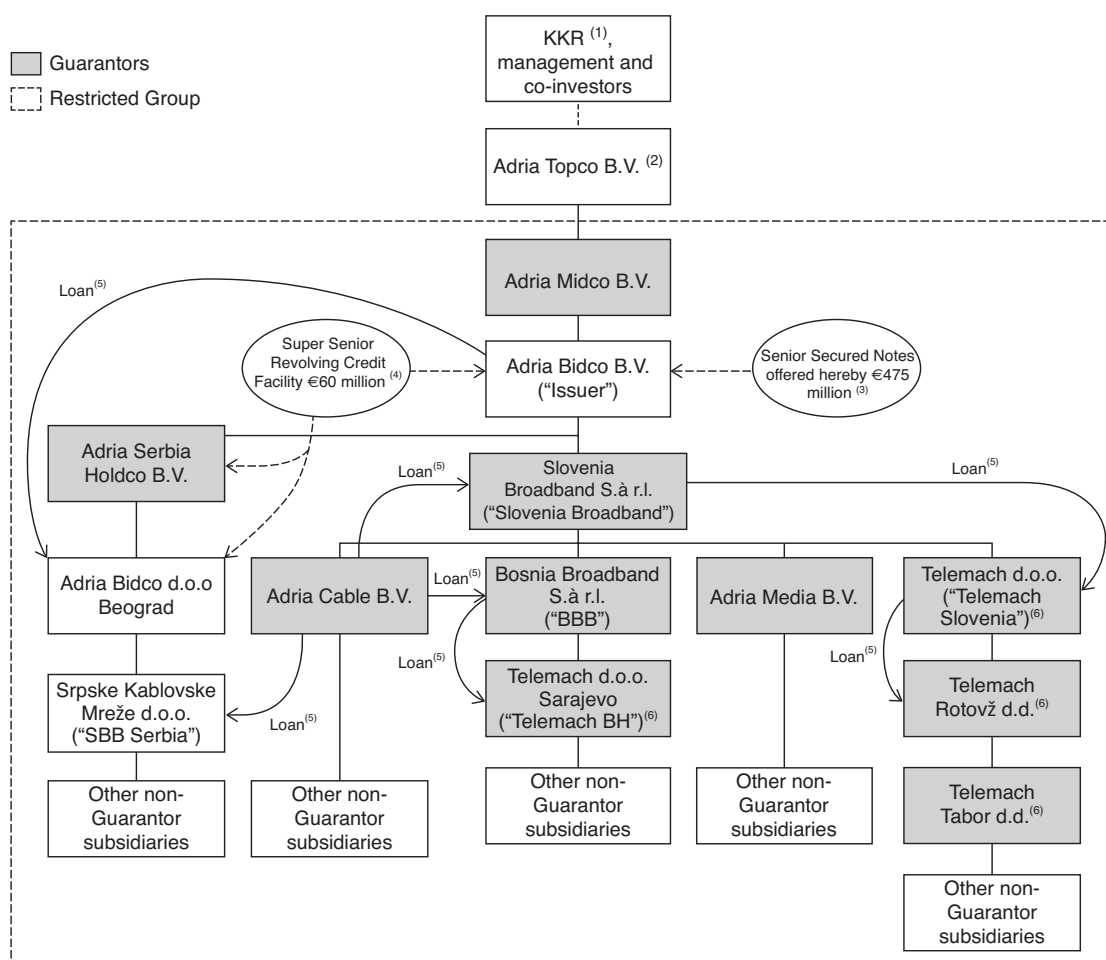 Guarantors
Restricted Group
KKR (1),
management and
co-investors
Adria Topco B.V. (2)
Adria Midco B.V.
Loan(5)
Super Senior
Revolving Credit
Facility €60 million (4)
Adria Bidco B.V.
(“Issuer”)
Senior Secured Notes
offered hereby €475
million (3)
Adria Serbia
Holdco B.V.
Loan(5)
Slovenia
Broadband S.à r.l.
(“Slovenia Broadband”)
Loan(5)
Adria Bidco d.o.o
Beograd
Adria Cable B.V.
Loan(5)
Bosnia Broadband
S.à r.l.
(“BBB”)
Adria Media B.V.
Telemach d.o.o.
(“Telemach
Slovenia”)(6)
Loan(5)
Loan(5)
Srpske Kablovske
Mreže d.o.o.
(“SBB Serbia”)
Loan(5)
Telemach d.o.o.
Sarajevo
(“Telemach BH”)(6)
Telemach
Rotovž d.d.(6)
Other non-
Guarantor
subsidiaries
Other non-
Guarantor
subsidiaries
Other non-
Guarantor
subsidiaries
Other non-
Guarantor
subsidiaries
Telemach
Tabor d.d.(6)
Other non-
Guarantor
subsidiaries